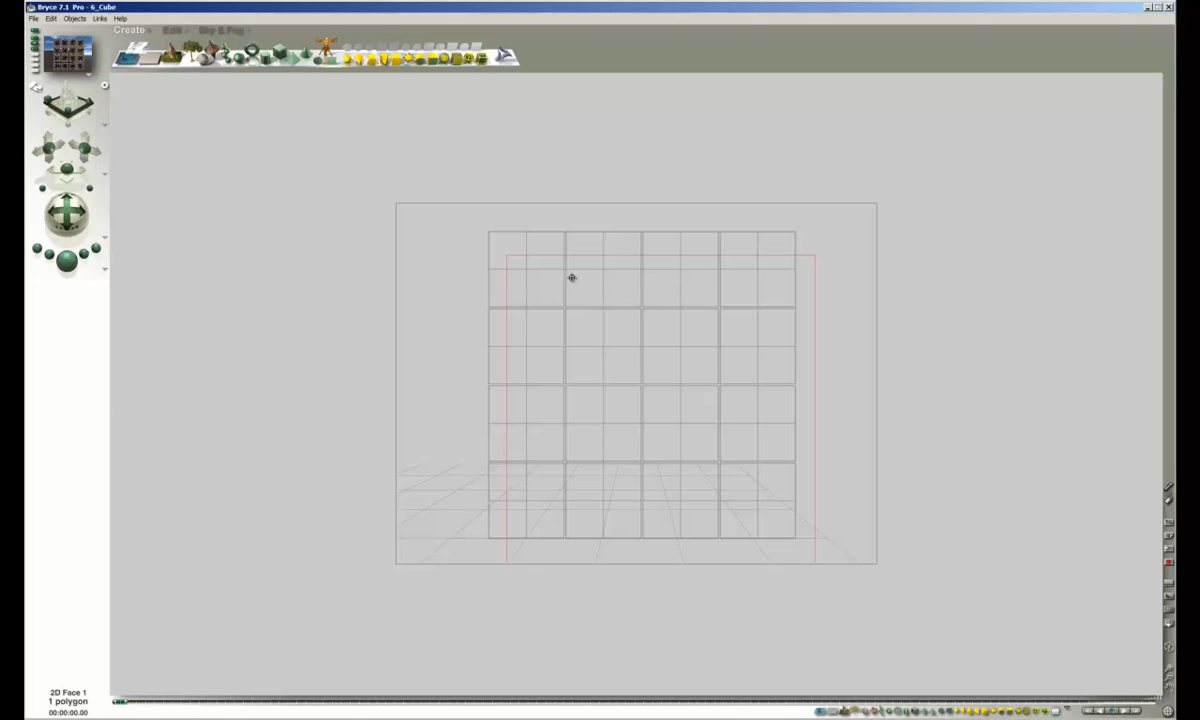 Bryce 7.1 Pro - 6_Cube
File Edit Objects Links Help
Create Edit Sky & Fog
2D Face 1
1 polygon
00:00:00.00